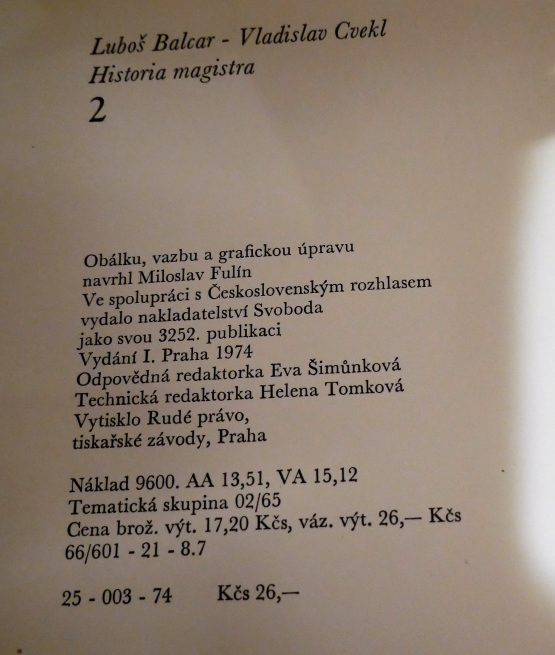 Luboš Balcar - Vladislav Cvekl
Historia magistra
2
Obálku, vazbu a grafickou úpravu
navrhl Miloslav Fulín
Ve spolupráci s Československým rozhlasem
vydalo nakladatelství Svoboda
jako svou 3252. publikaci
Vydání I. Praha 1974
Odpovědná redaktorka Eva Šimůnková
Technická redaktorka Helena Tomková
Vytisklo Rudé právo,
tiskařské závody, Praha
Náklad 9600. AA 13,51, VA 15,12
Tematická skupina 02/65
Cena brož. výt. 17,20 Kčs, váz. výt. 26,— Kčs
66/601 - 21 - 8.7
25 - 003 - 74 Kčs 26,—